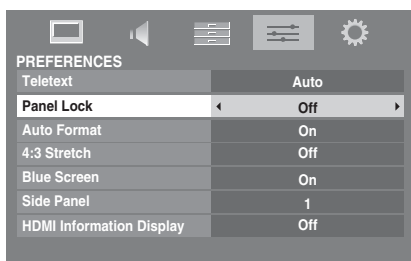 PREFERENCES
Teletext Auto
Panel Lock Off
Auto Format On
4:3 Stretch Off
Blue Screen On
Side Panel 1
HDMI Information Display Off